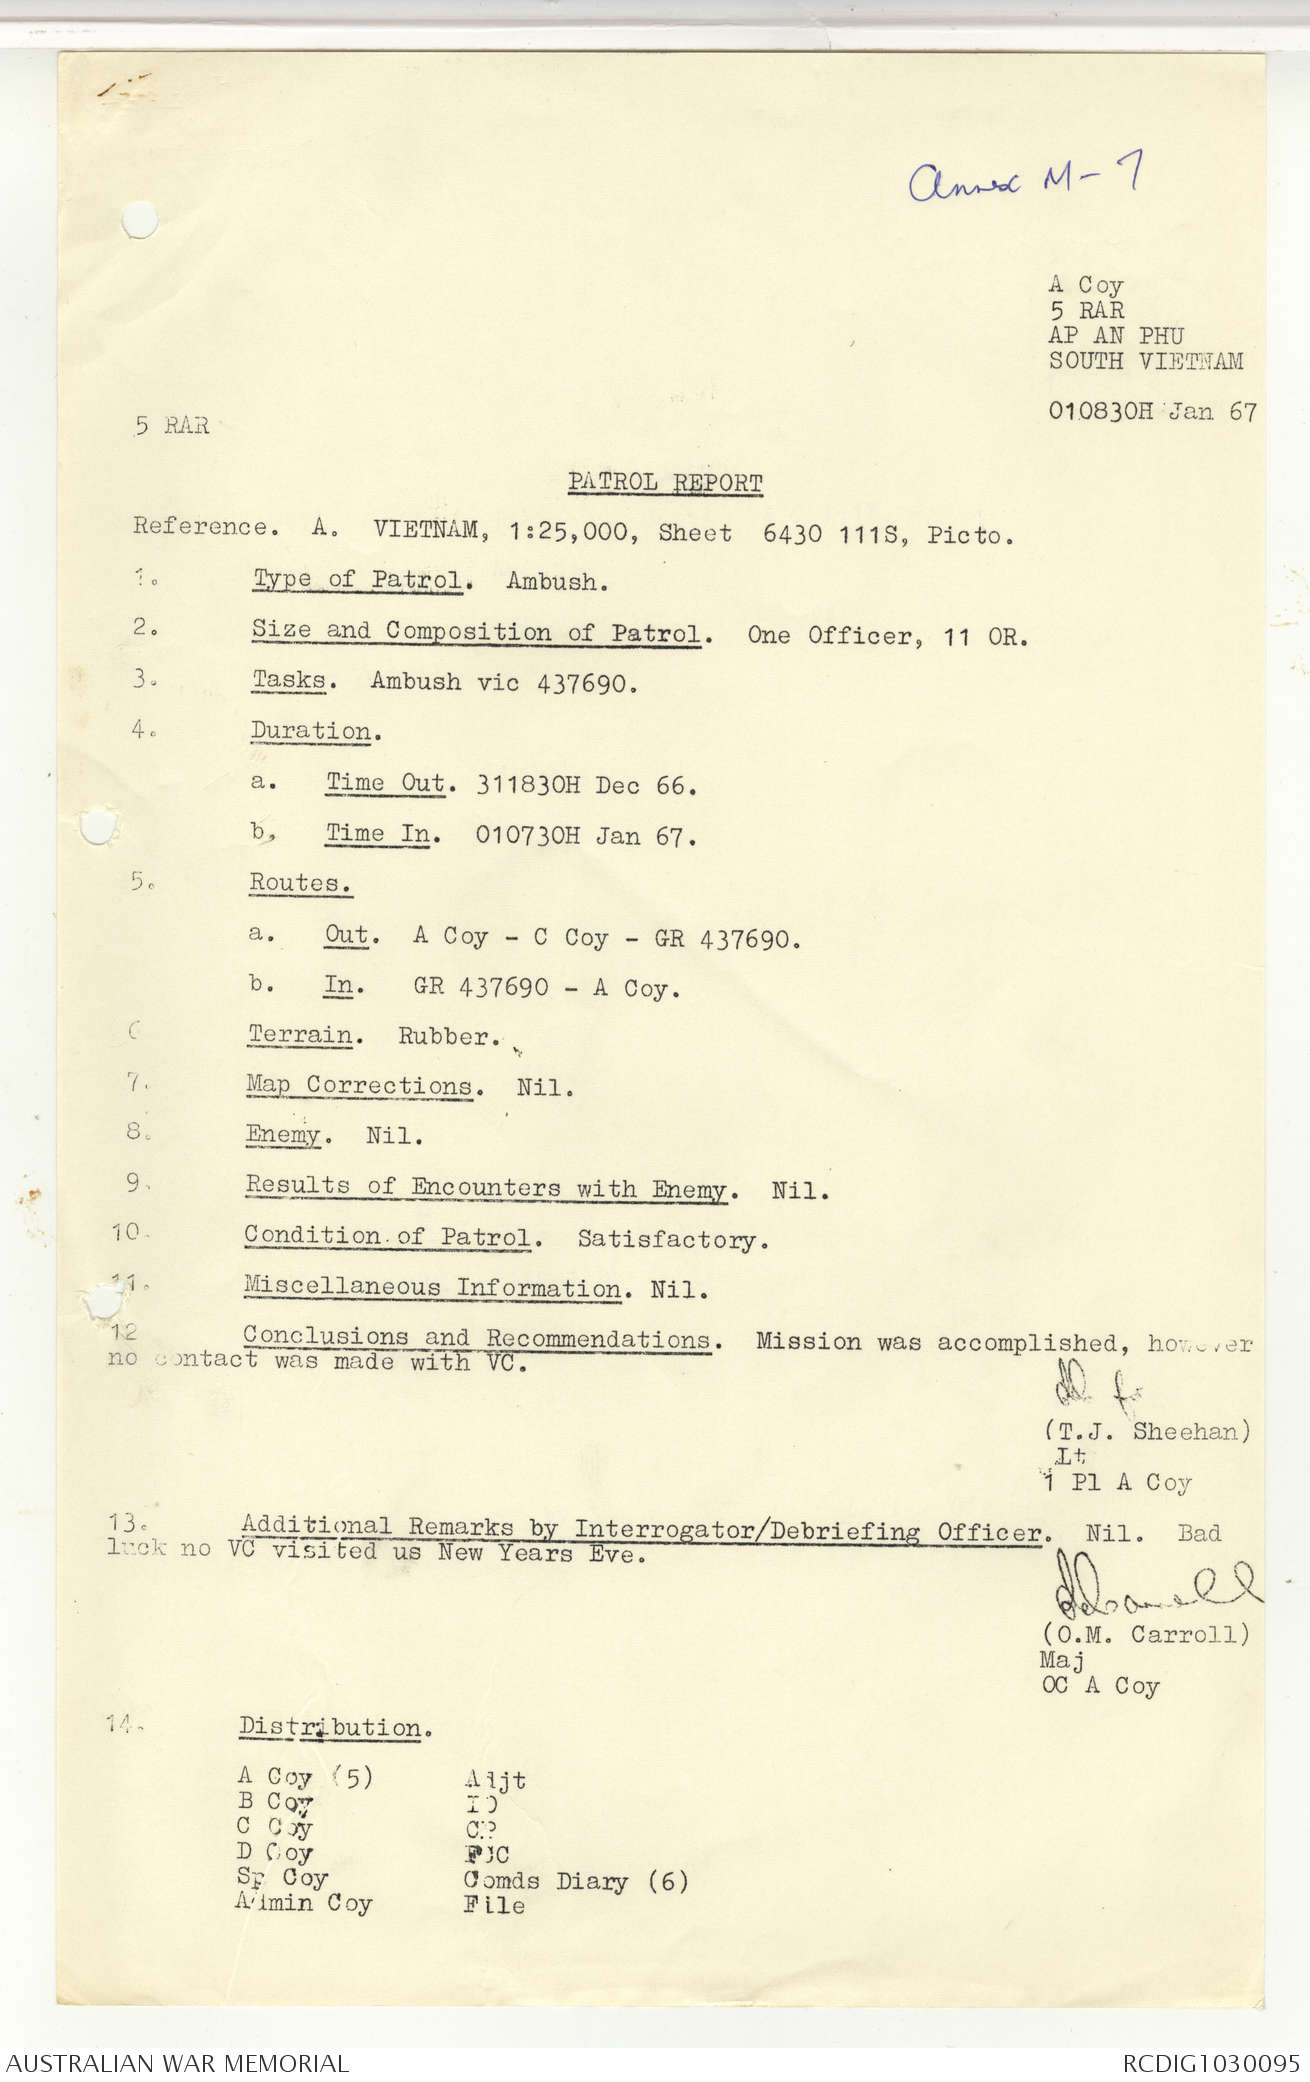 Annex M-7
A Coy
5 RAR
AP AN PHU
SOUTH VIETNAM
010830H Jan 67
5 RAR
PATROL REPORT
Reference. A. VIETNAM, 1:25,000, Sheet 6430 111S, Picto.
1. Type of Patrol. Ambush.
2. Size and Composition of Patrol. One Officer, 11 OR.
3. Tasks. Ambush vic 437690.
4. Duration.
a. Time Out. 311830H Dec 66.
b, Time In. 010730H Jan 67.
5. Routes.
a. Out. A Coy - C Coy - GR 437690.
b. In. GR 437690 - A Coy.
6 Terrain. Rubber.
7. Map Corrections. Nil.
8. Enemy. Nil.
9. Results of Encounters with Enemy. Nil.
10. Condition of Patrol. Satisfactory.
11. Miscellaneous Information. Nil.
12 Conclusions and Recommendations. Mission was accomplished, however
no contact was made with VC.
(T.J. Sheehan)
Lt
1 Pl A Coy
13. Additional Remarks by Interrogator/Debriefing Officer. Nil. Bad
luck no VC visited us New Years Eve.
(O.M. Carroll)
Maj
OC A Coy
14. Distribution.
A Coy (5) Adjt
B Coy IO
C Coy CP
D Coy
Sp Coy Comds Diary (6)
Admin Coy File
AUSTRALIAN WAR MEMORIAL RCDIG1030095